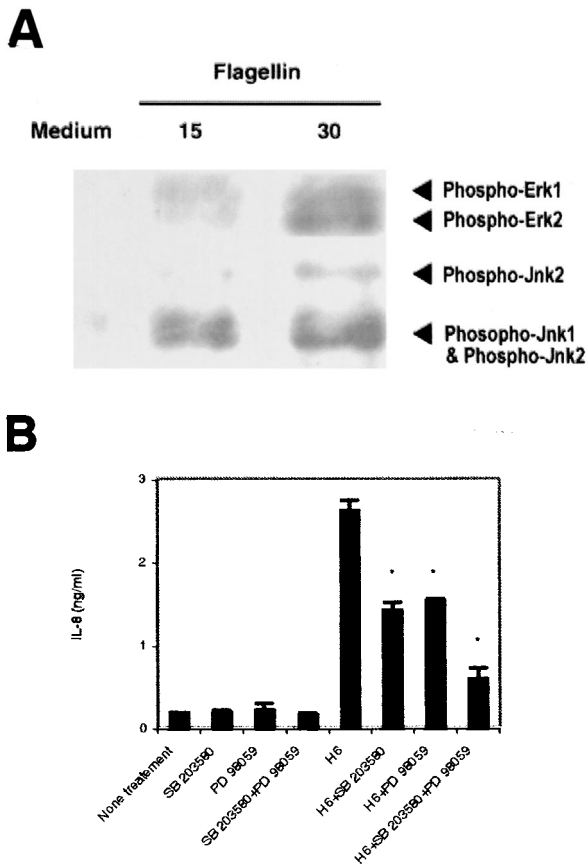 A
Flagellin
Medium 15 30
Phospho-Erk1
Phospho-Erk2
Phospho-Jnk2
Phosopho-Jnk1
& Phospho-Jnk2
B
3
2
1
0
IL-8 (ng/ml)
* * *
None treatement
SB 203580
PD 98059
SB 203580+PD 98059
H6
H6+SB 203580
H6+PD 98059
H6+SB 203580+PD 98059